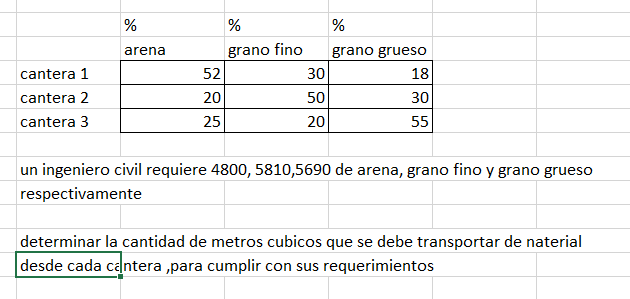 % % %
arena grano fino grano grueso
cantera 1 52 30 18
cantera 2 20 50 30
cantera 3 25 20 55
un ingeniero civil requiere 4800, 5810,5690 de arena, grano fino y grano grueso
respectivamente
determinar la cantidad de metros cubicos que se debe transportar de naterial
desde cada cantera ,para cumplir con sus requerimientos